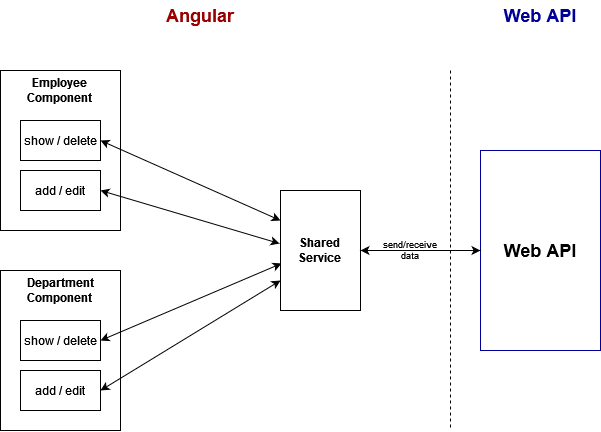 Angular
Web API
Employee
Component
show / delete
add / edit
Shared
Service
send/receive
data
Web API
Department
Component
show / delete
add / edit